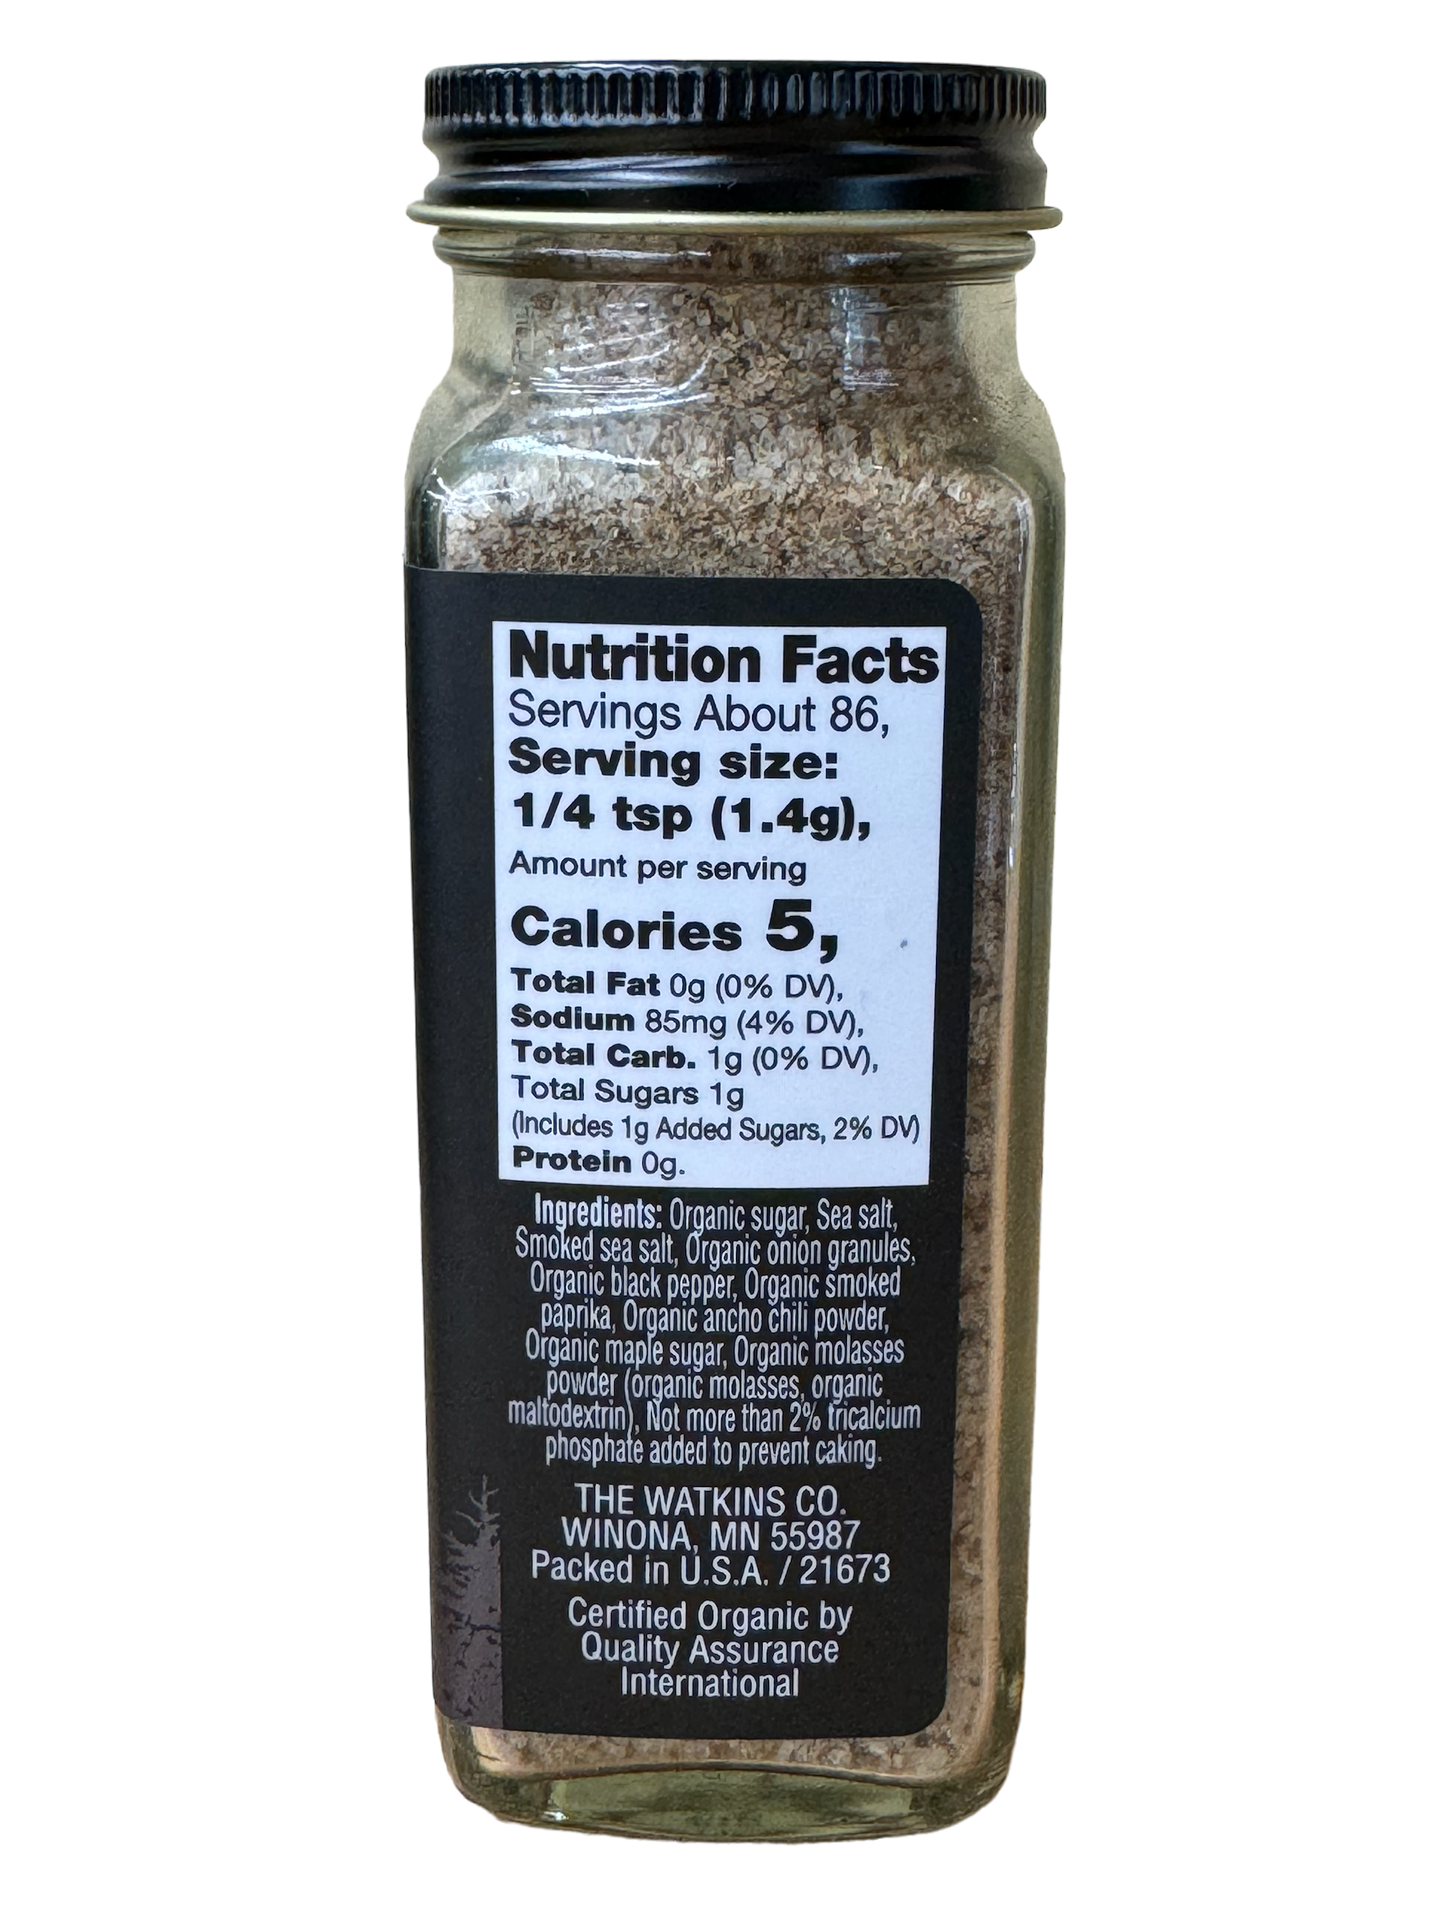 Nutrition Facts
Servings About 86,
Serving size:
1/4 tsp (1.4g),
Amount per serving
Calories 5,
Total Fat 0g (0% DV),
Sodium 85mg (4% DV),
Total Carb. 1g (0% DV),
Total Sugars 1g
(Includes 1g Added Sugars, 2% DV)
Protein 0g.
Ingredients: Organic sugar, Sea salt,
Smoked sea salt, Organic onion granules,
Organic black pepper, Organic smoked
paprika, Organic ancho chili powder,
Organic maple sugar, Organic molasses
powder (organic molasses, organic
maltodextrin), Not more than 2% tricalcium
phosphate added to prevent caking.
THE WATKINS CO.
WINONA, MN 55987
Packed in U.S.A. / 21673
Certified Organic by
Quality Assurance
International